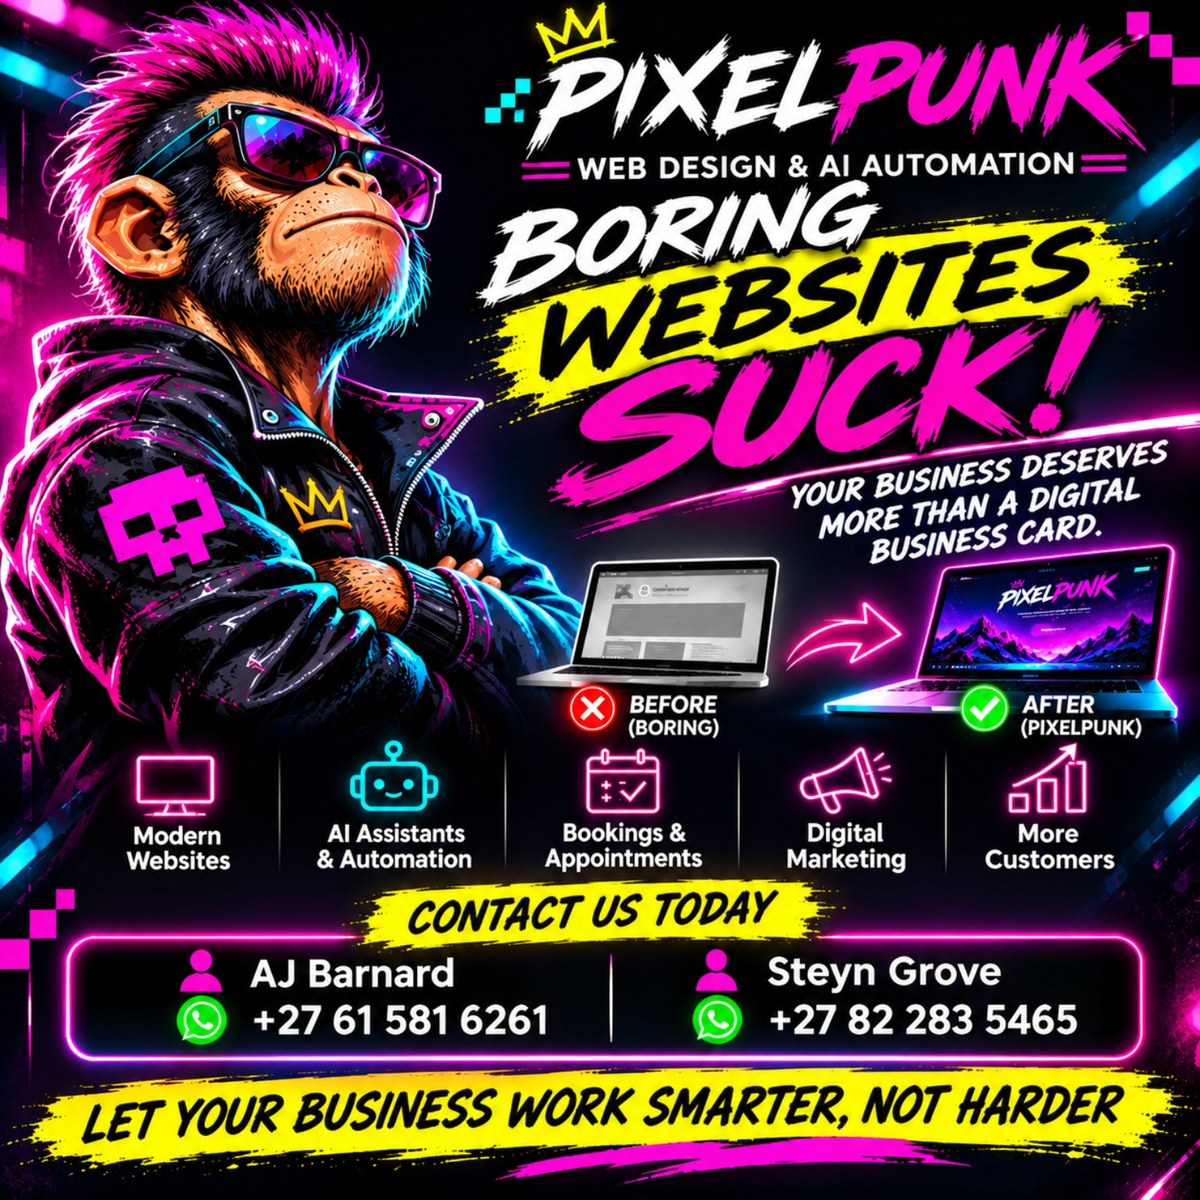 PIXELPUNK
WEB DESIGN & AI AUTOMATION
BORING
WEBSITES
SUCK!
YOUR BUSINESS DESERVES
MORE THAN A DIGITAL
BUSINESS CARD.
PIXELPUNK
BEFORE
(BORING)
AFTER
(PIXELPUNK)
Modern
Websites
AI Assistants
& Automation
Bookings &
Appointments
Digital
Marketing
More
Customers
CONTACT US TODAY
AJ Barnard
+27 61 581 6261
Steyn Grove
+27 82 283 5465
LET YOUR BUSINESS WORK SMARTER, NOT HARDER